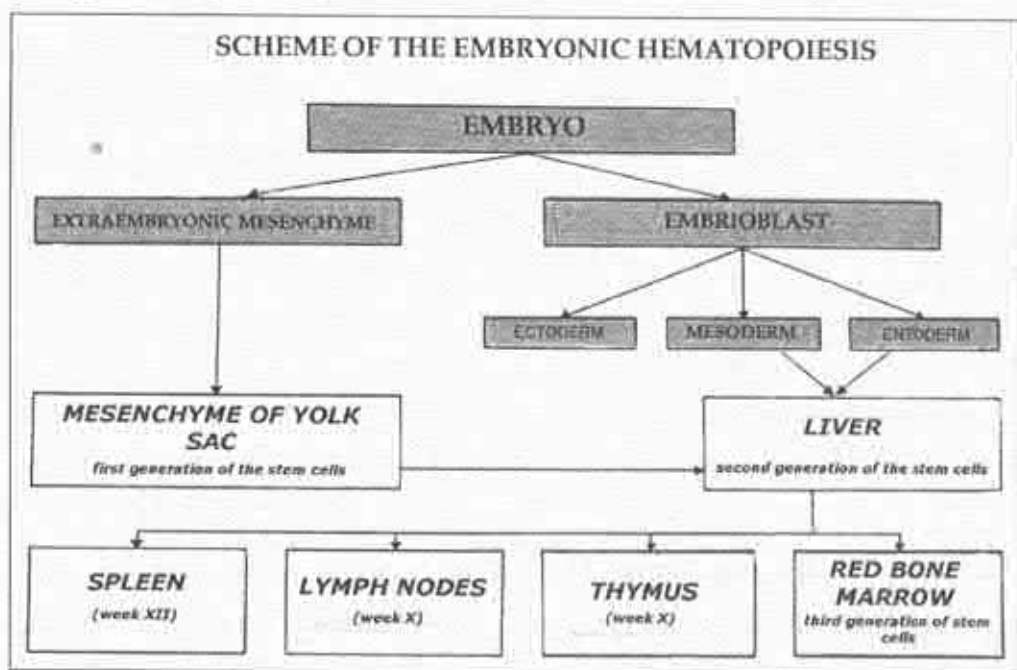 SCHEME OF THE EMBRYONIC HEMATOPOIESIS
EMBRYO
EXTRAEMBRYONIC MESENCHYME
EMBRIOBLAST
ECTODERM
MESODERM
ENTODERM
MESENCHYME OF YOLK
SAC
first generation of the stem cells
LIVER
second generation of the stem cells
SPLEEN
(week XII)
LYMPH NODES
(week X)
THYMUS
(week X)
RED BONE
MARROW
third generation of stem
cells